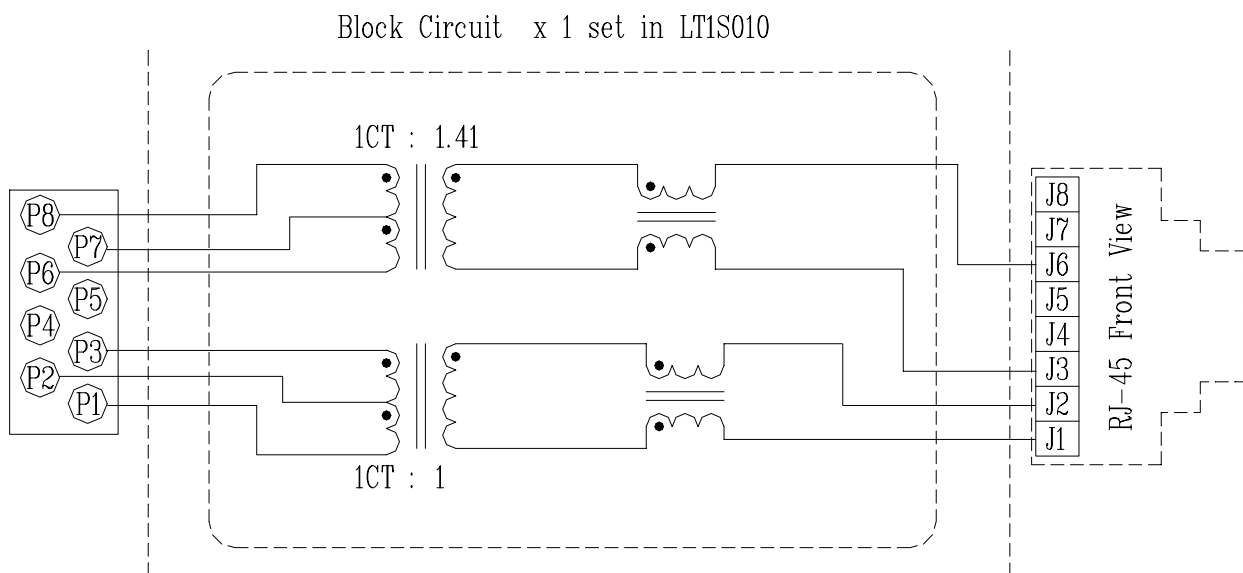 Block Circuit x 1 set in LT1S010
1CT : 1.41
P8
P7
P6
P5
P4
P3
P2
P1
1CT : 1
J8
J7
J6
J5
J4
J3
J2
J1
RJ-45 Front View